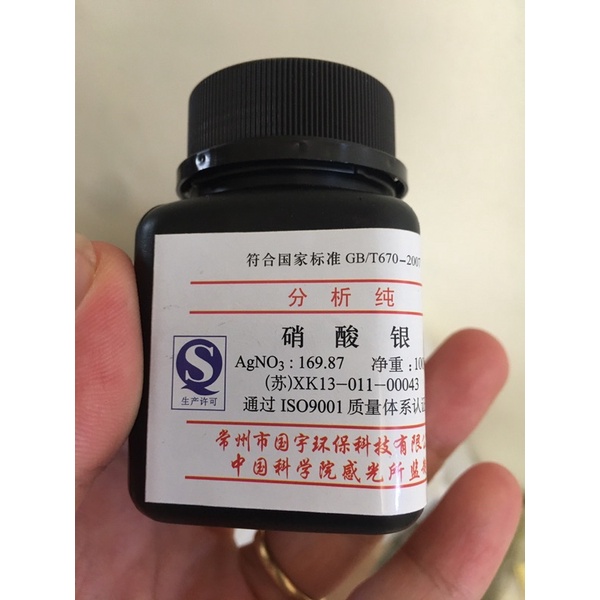 符合国家标准 GB/T670-2007
分析纯
硝酸银
AgNO₃：169.87 净重：100
(苏)XK13-011-00043
生产许可
通过 ISO9001 质量体系认证
常州市国宇环保科技有限公
中国科学院感光所监